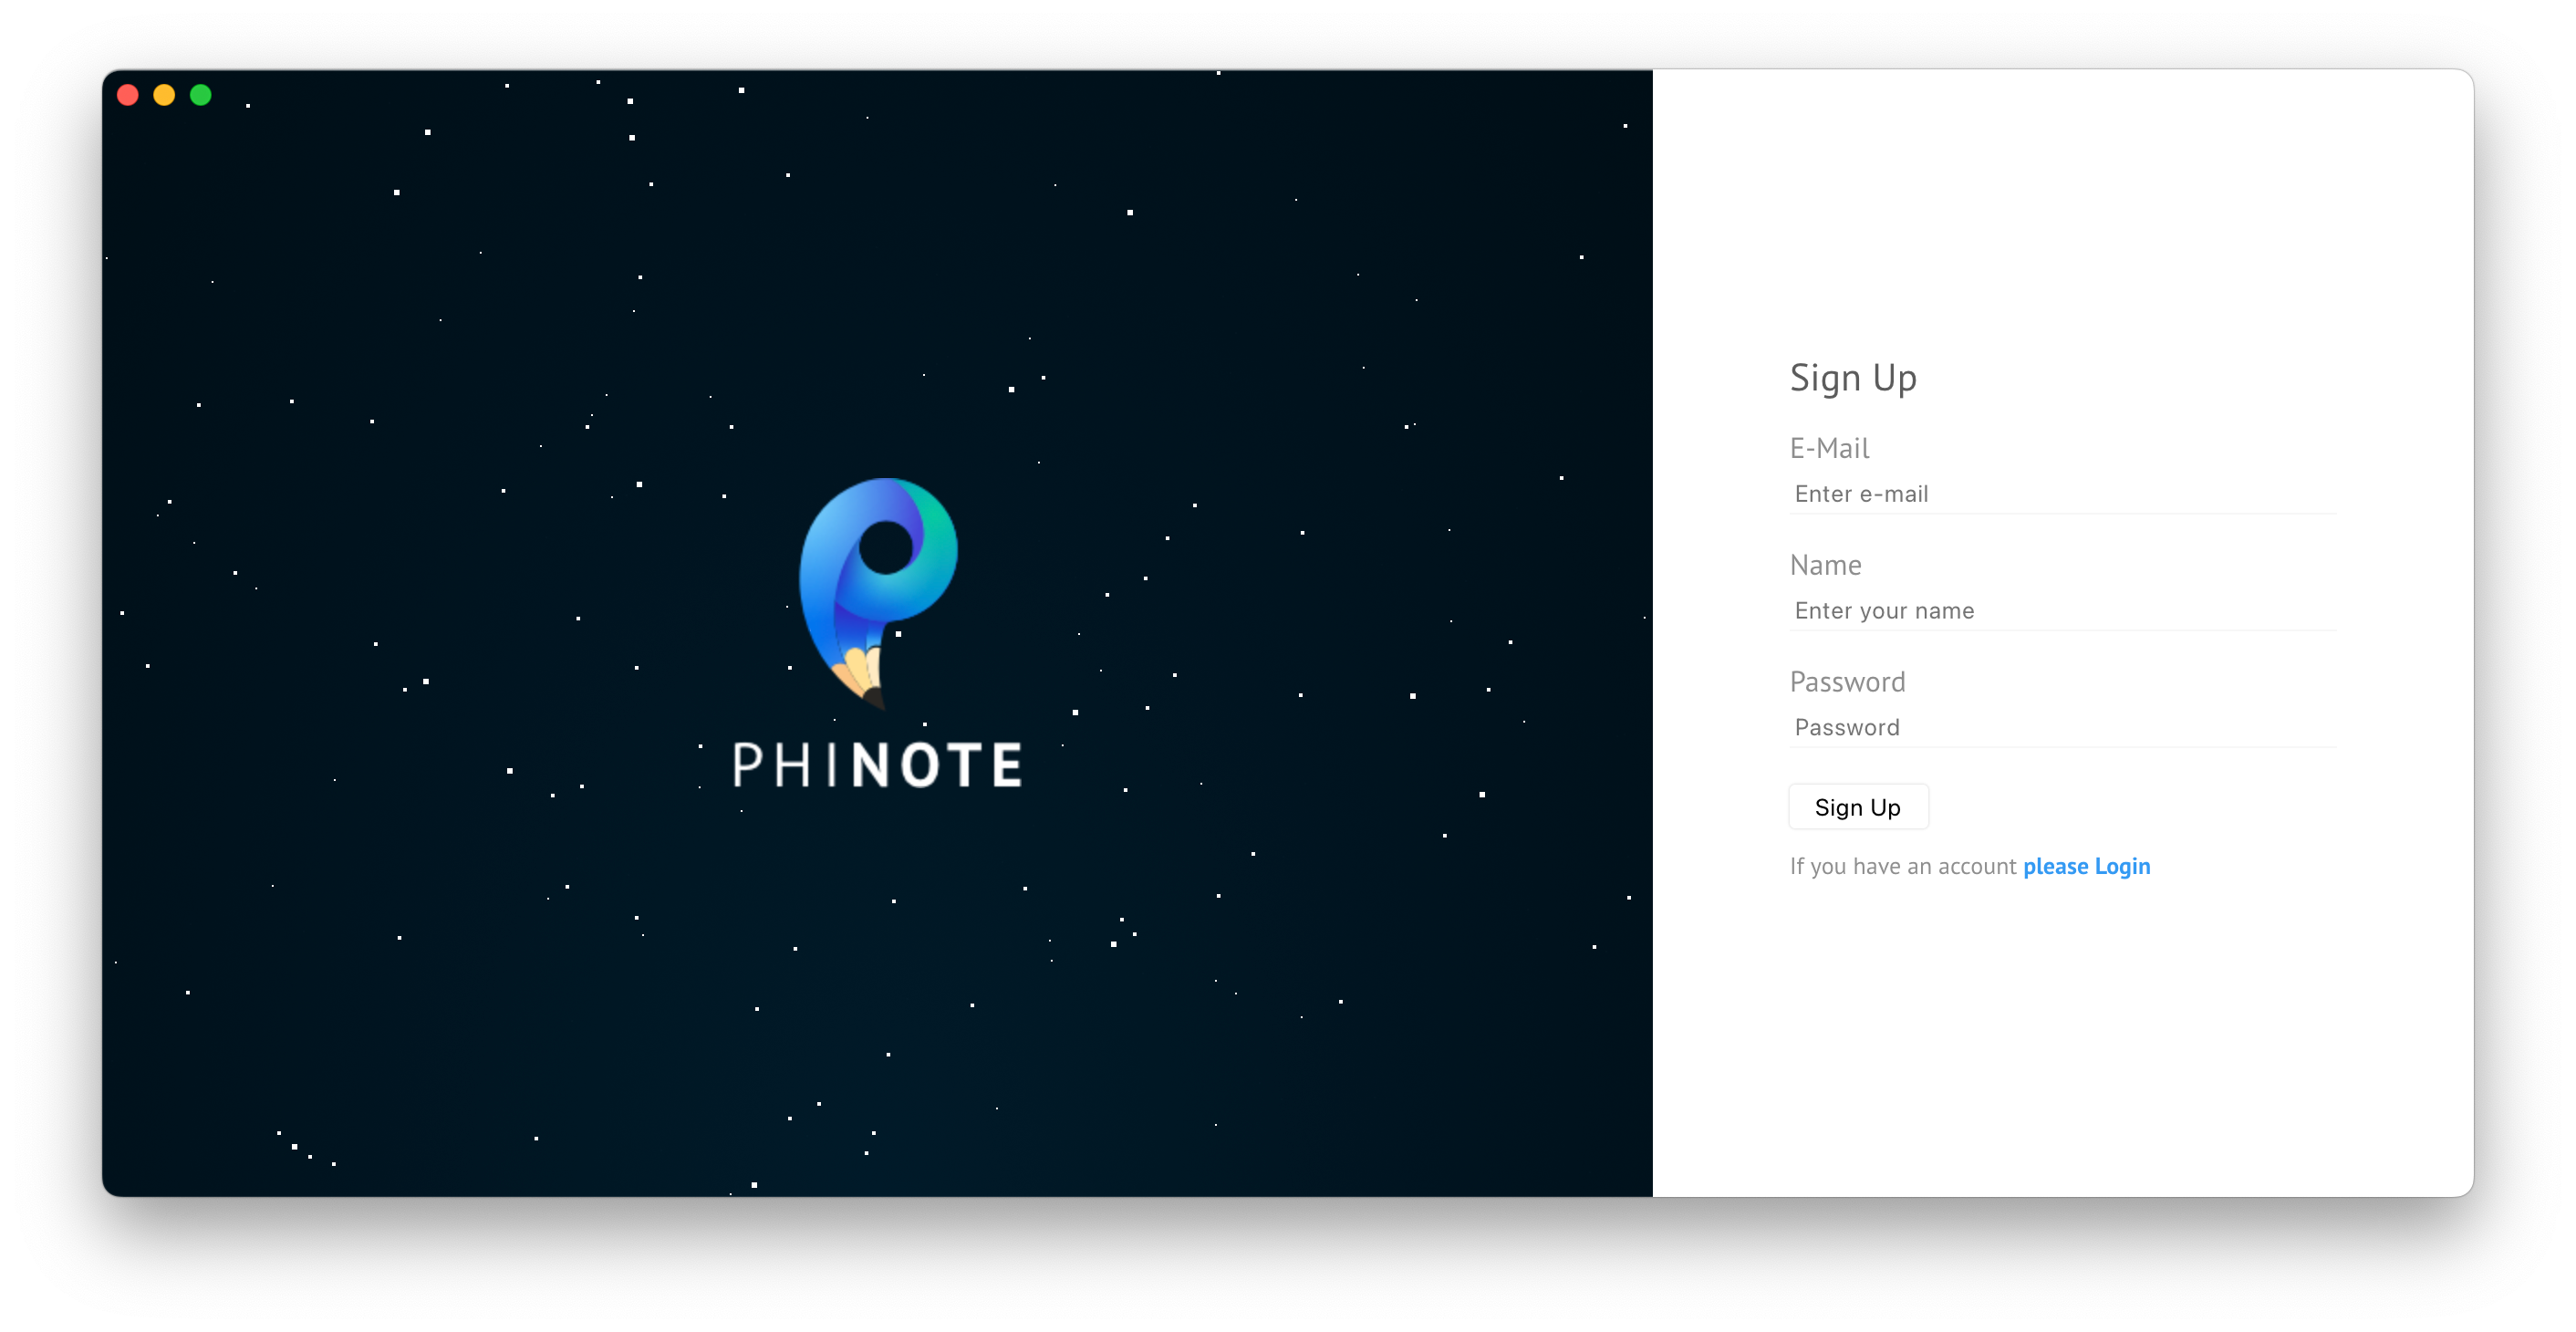 PHINOTE
Sign Up
E-Mail
Enter e-mail
Name
Enter your name
Password
Password
Sign Up
If you have an account please Login